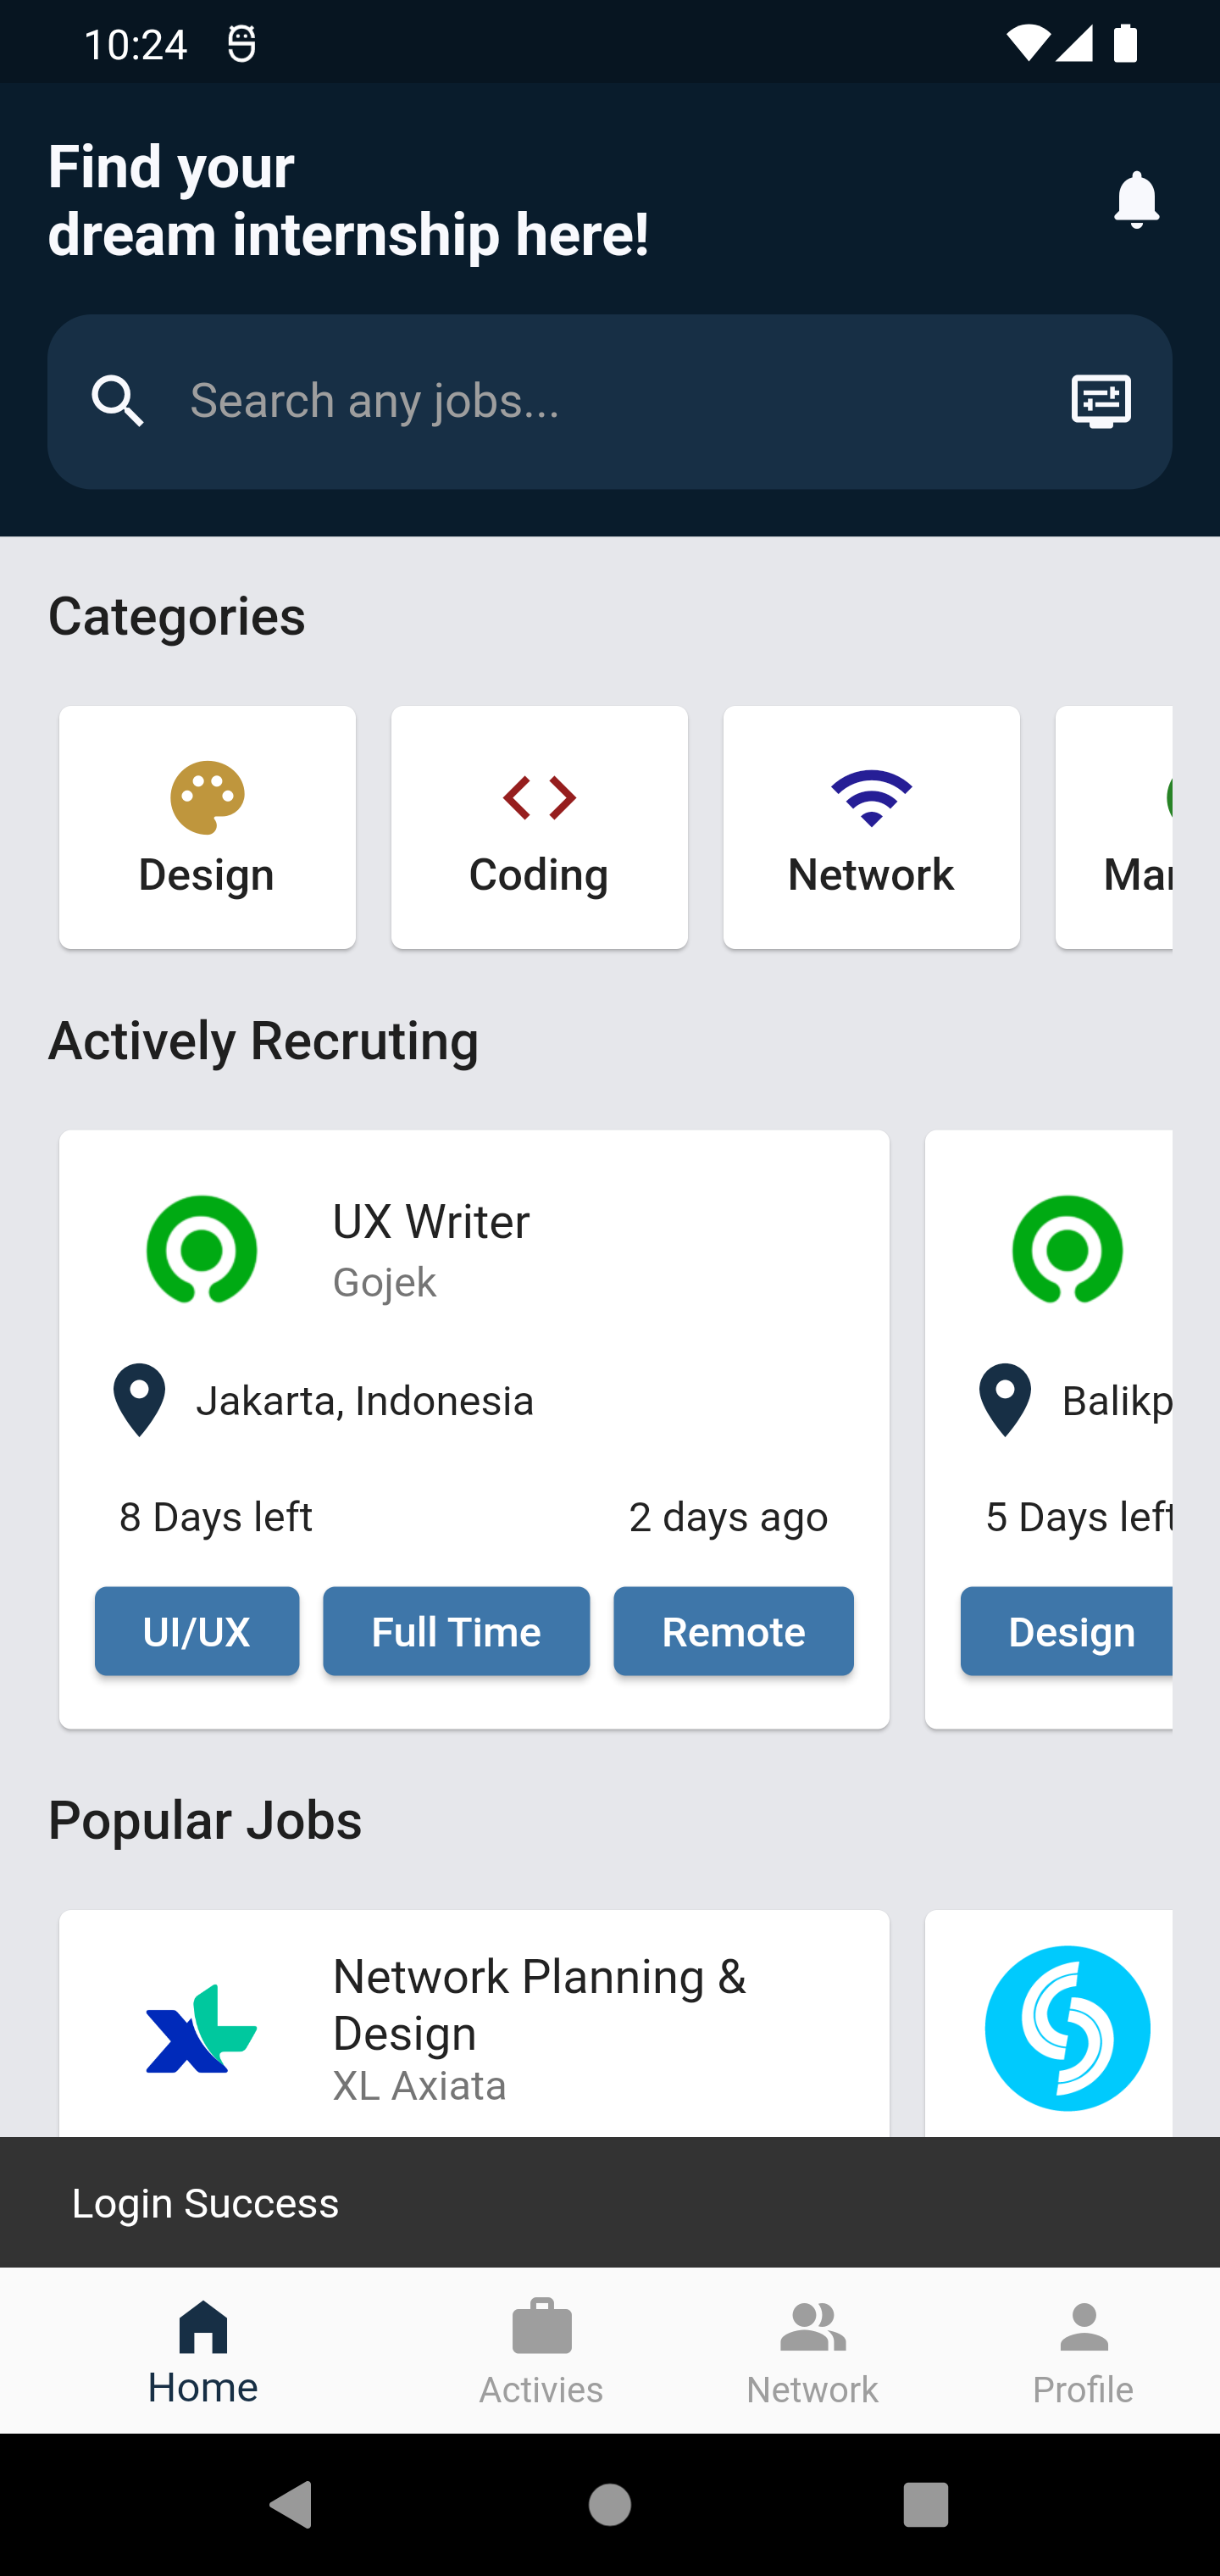 10:24
Find your
dream internship here!
Search any jobs...
Categories
Design
Coding
Network
Mar
Actively Recruting
UX Writer
Gojek
Jakarta, Indonesia
Balikp
8 Days left
2 days ago
5 Days left
UI/UX
Full Time
Remote
Design
Popular Jobs
Network Planning &
Design
XL Axiata
Login Success
Home
Activies
Network
Profile